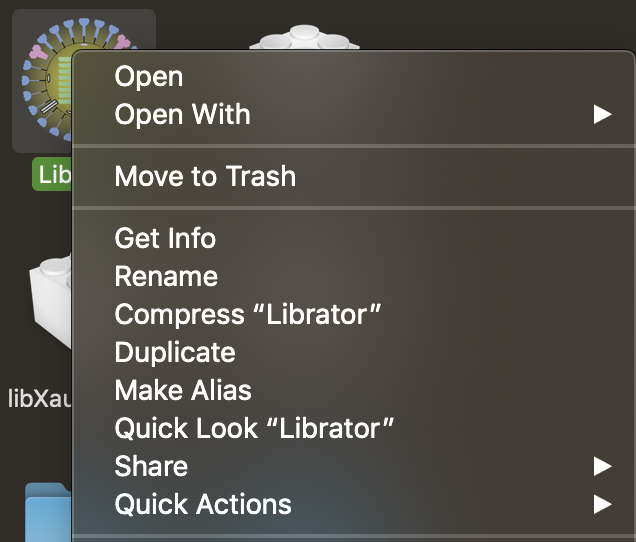 Open
Open With
Lib
Move to Trash
Get Info
Rename
Compress “Librator”
Duplicate
Make Alias
libXau
Quick Look “Librator”
Share
Quick Actions